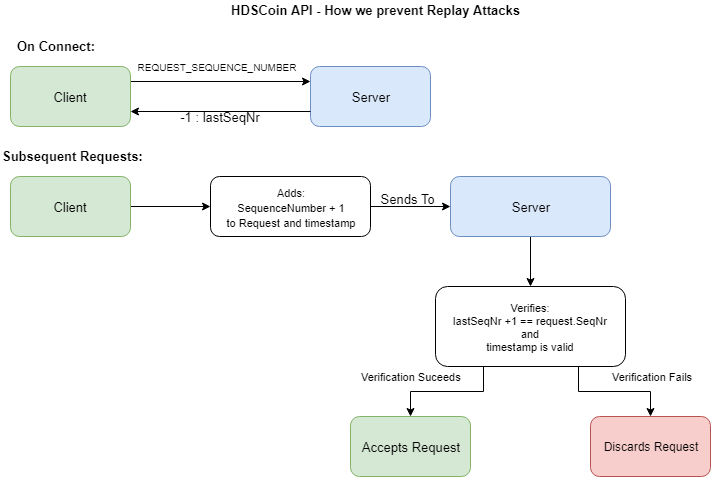 HDSCoin API - How we prevent Replay Attacks
On Connect:
REQUEST_SEQUENCE_NUMBER
Client
Server
-1 : lastSeqNr
Subsequent Requests:
Client
Adds:
SequenceNumber + 1
to Request and timestamp
Sends To
Server
Verifies:
lastSeqNr +1 == request.SeqNr
and
timestamp is valid
Verification Suceeds
Verification Fails
Accepts Request
Discards Request